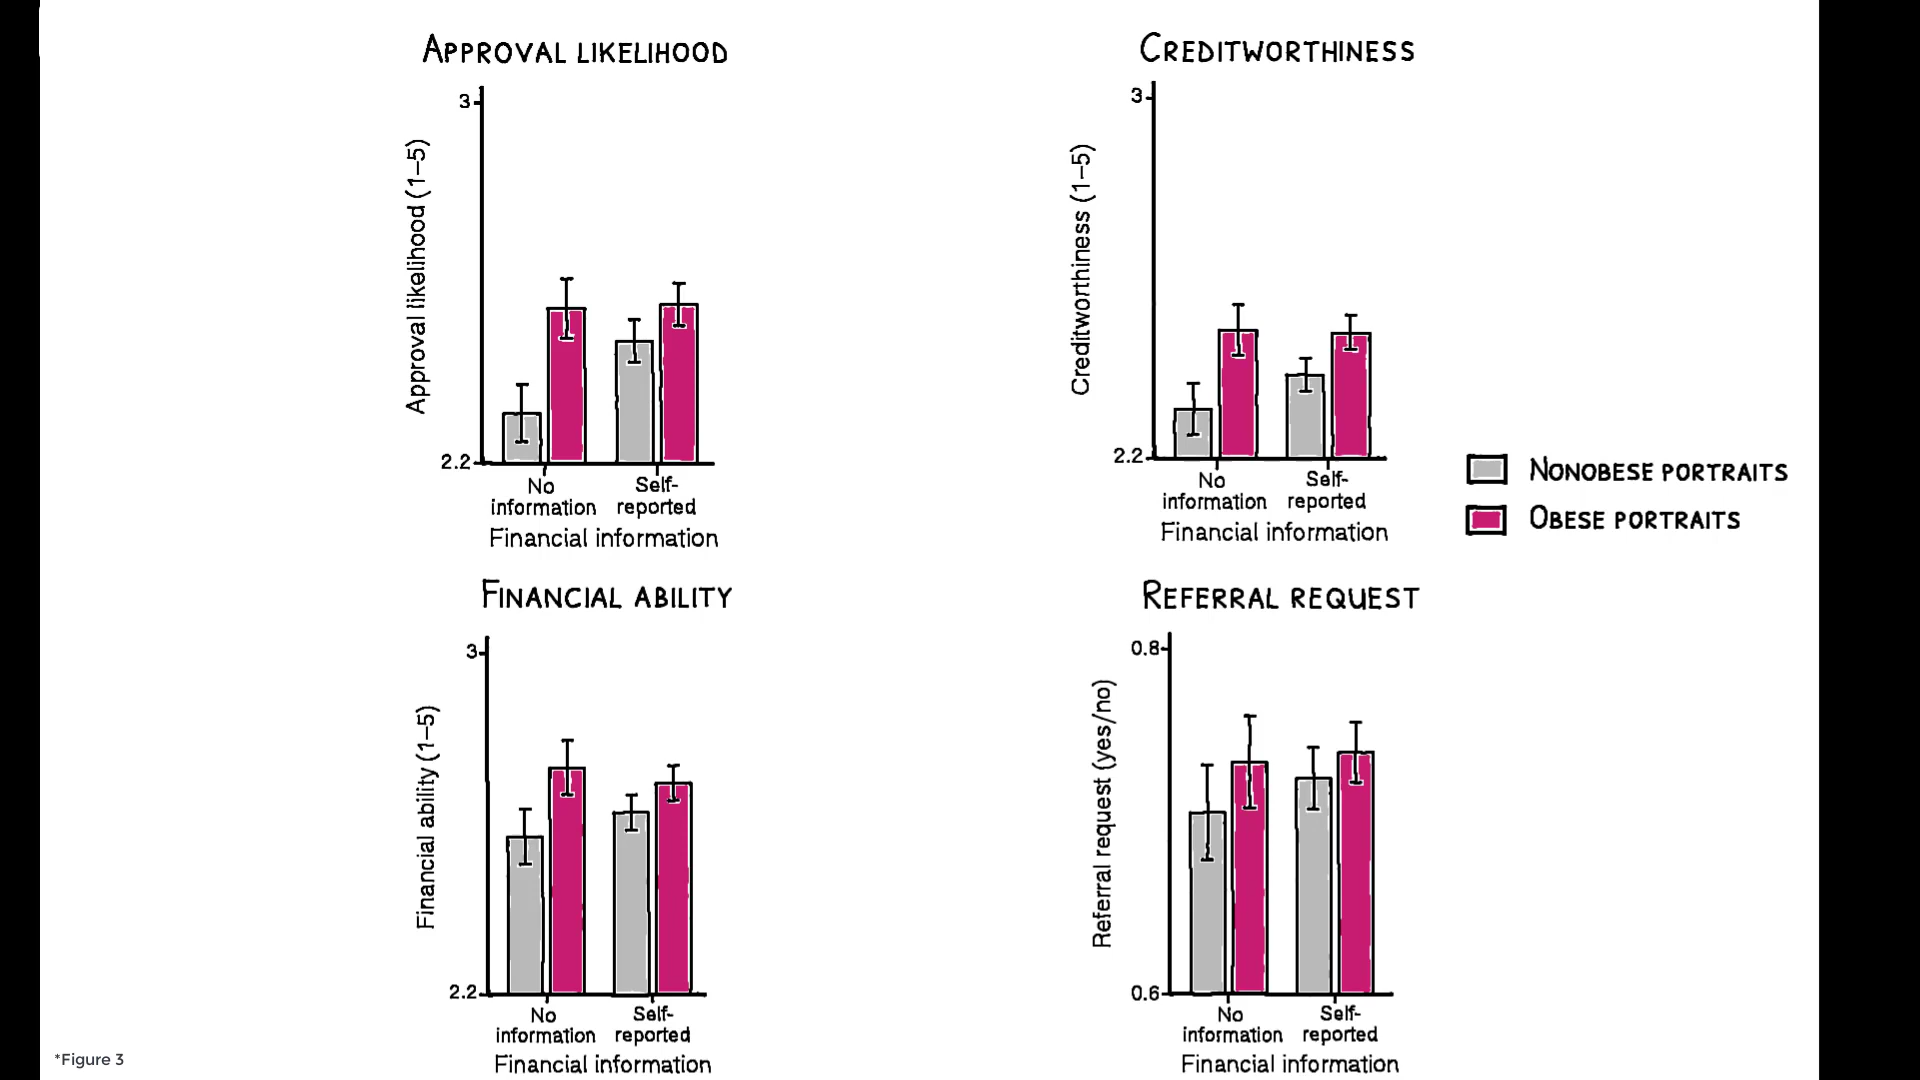 APPROVAL LIKELIHOOD
3
Approval likelihood (1–5)
2.2
No information
Self-reported
Financial information
CREDITWORTHINESS
3
Creditworthiness (1–5)
2.2
No information
Self-reported
Financial information
NONOBESE PORTRAITS
OBESE PORTRAITS
FINANCIAL ABILITY
3
Financial ability (1–5)
2.2
No information
Self-reported
Financial information
REFERRAL REQUEST
0.8
Referral request (yes/no)
0.6
No information
Self-reported
Financial information
*Figure 3